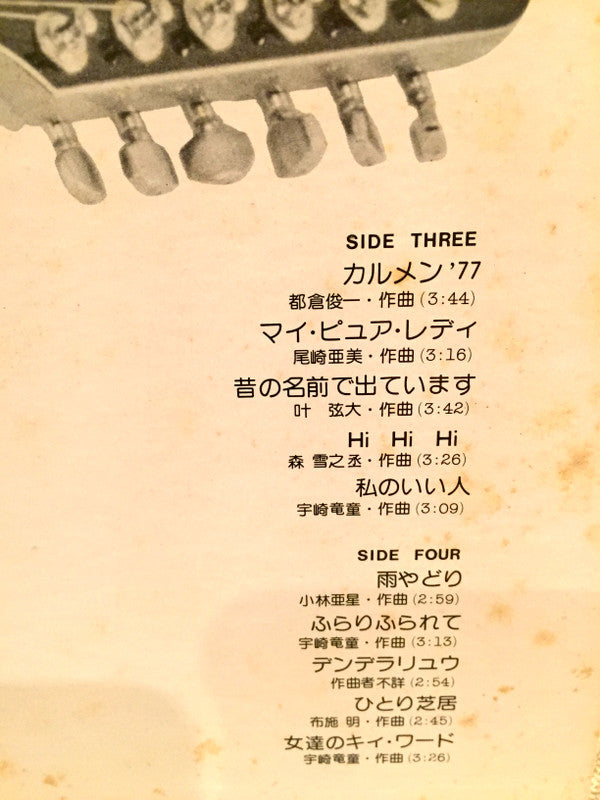 SIDE THREE
カルメン '77
都倉俊一・作曲 (3:44)
マイ・ピュア・レディ
尾崎亜美・作曲 (3:16)
昔の名前で出ています
叶 弦大・作曲 (3:42)
Hi Hi Hi
森 雪之丞・作曲 (3:26)
私のいい人
宇崎竜童・作曲 (3:09)
SIDE FOUR
雨やどり
小林亜星・作曲 (2:59)
ふらりふられて
宇崎竜童・作曲 (3:13)
デンデラリュウ
作曲者不詳 (2:54)
ひとり芝居
布施 明・作曲 (2:45)
女達のキィ・ワード
宇崎竜童・作曲 (3:26)